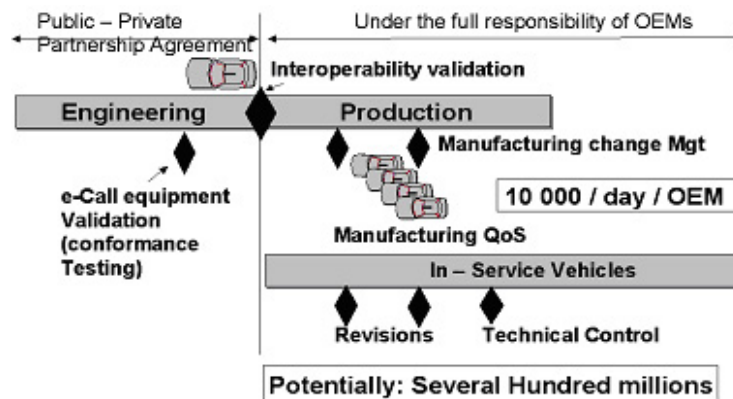 Public – Private
Partnership Agreement
Under the full responsibility of OEMs
Interoperability validation
Engineering
Production
Manufacturing change Mgt
e-Call equipment
Validation
(conformance
Testing)
10 000 / day / OEM
Manufacturing QoS
In – Service Vehicles
Revisions
Technical Control
Potentially: Several Hundred millions